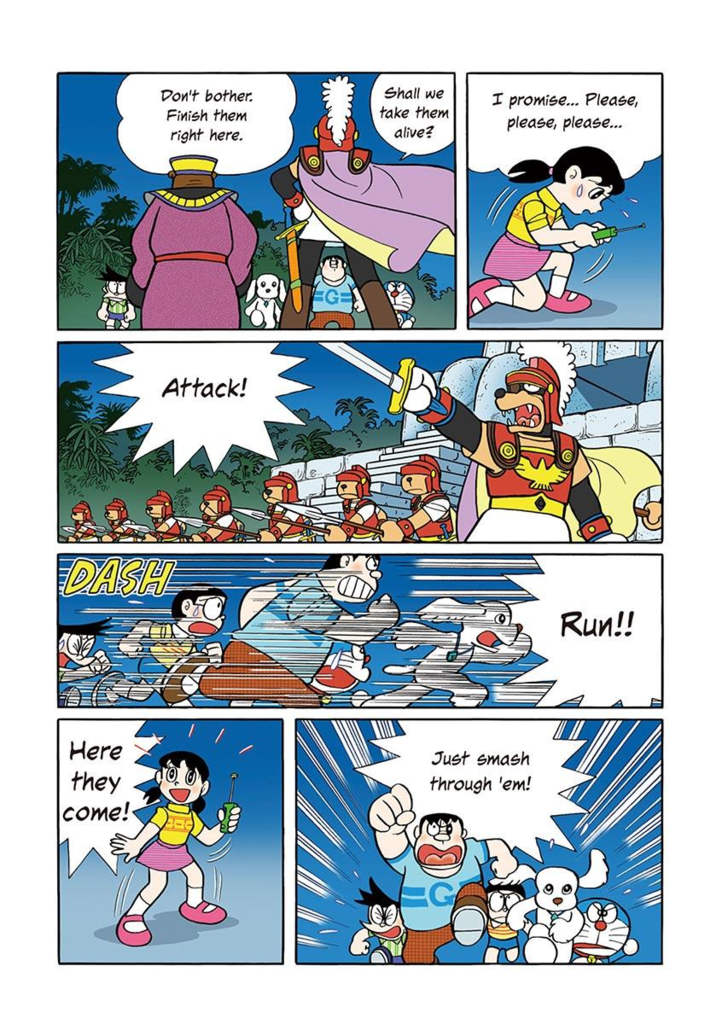 Don't bother.
Finish them
right here.
Shall we
take them
alive?
I promise... Please,
please, please...
G
Attack!
DASH
Run!!
Here
they
come!
Just smash
through 'em!
G